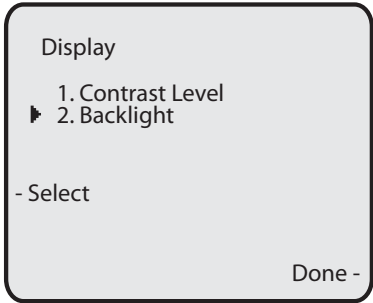 Display
1. Contrast Level
2. Backlight
- Select
Done -